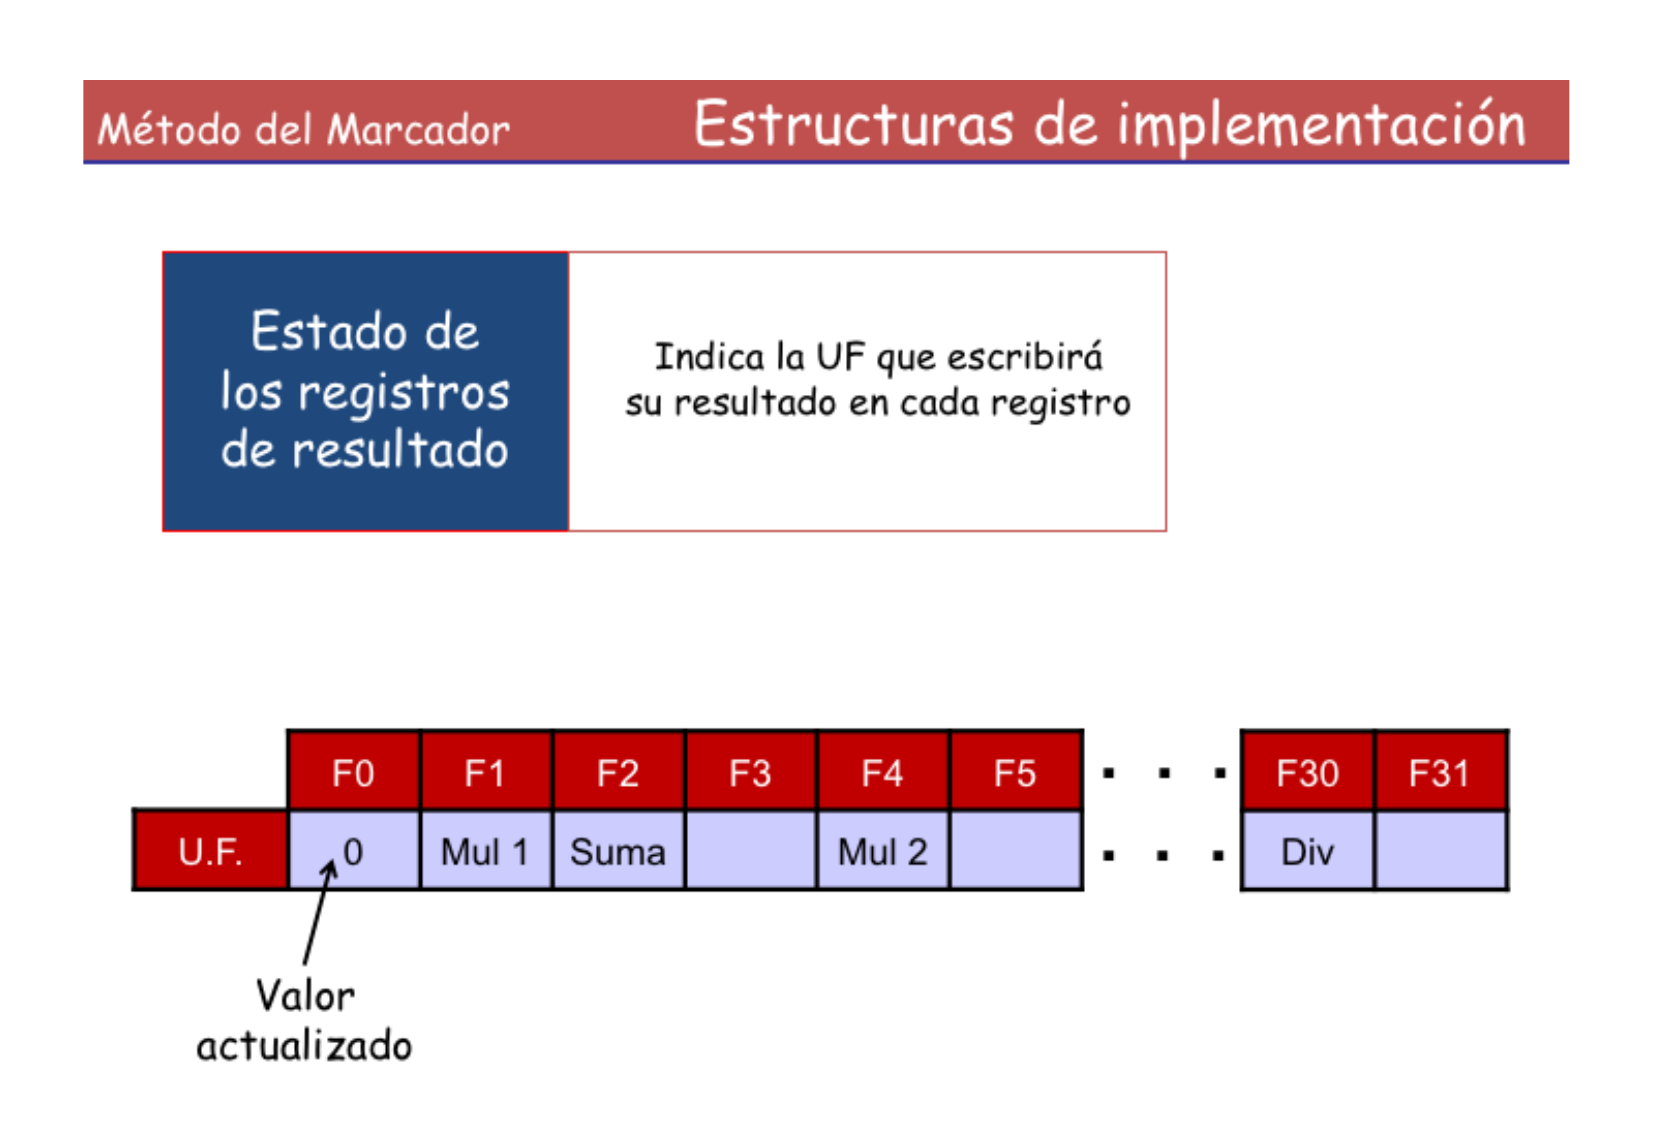 Método del Marcador
Estructuras de implementación
Estado de
los registros
de resultado
Indica la UF que escribirá
su resultado en cada registro
F0 F1 F2 F3 F4 F5 . . . F30 F31
U.F. 0 Mul 1 Suma Mul 2 . . . Div
Valor
actualizado